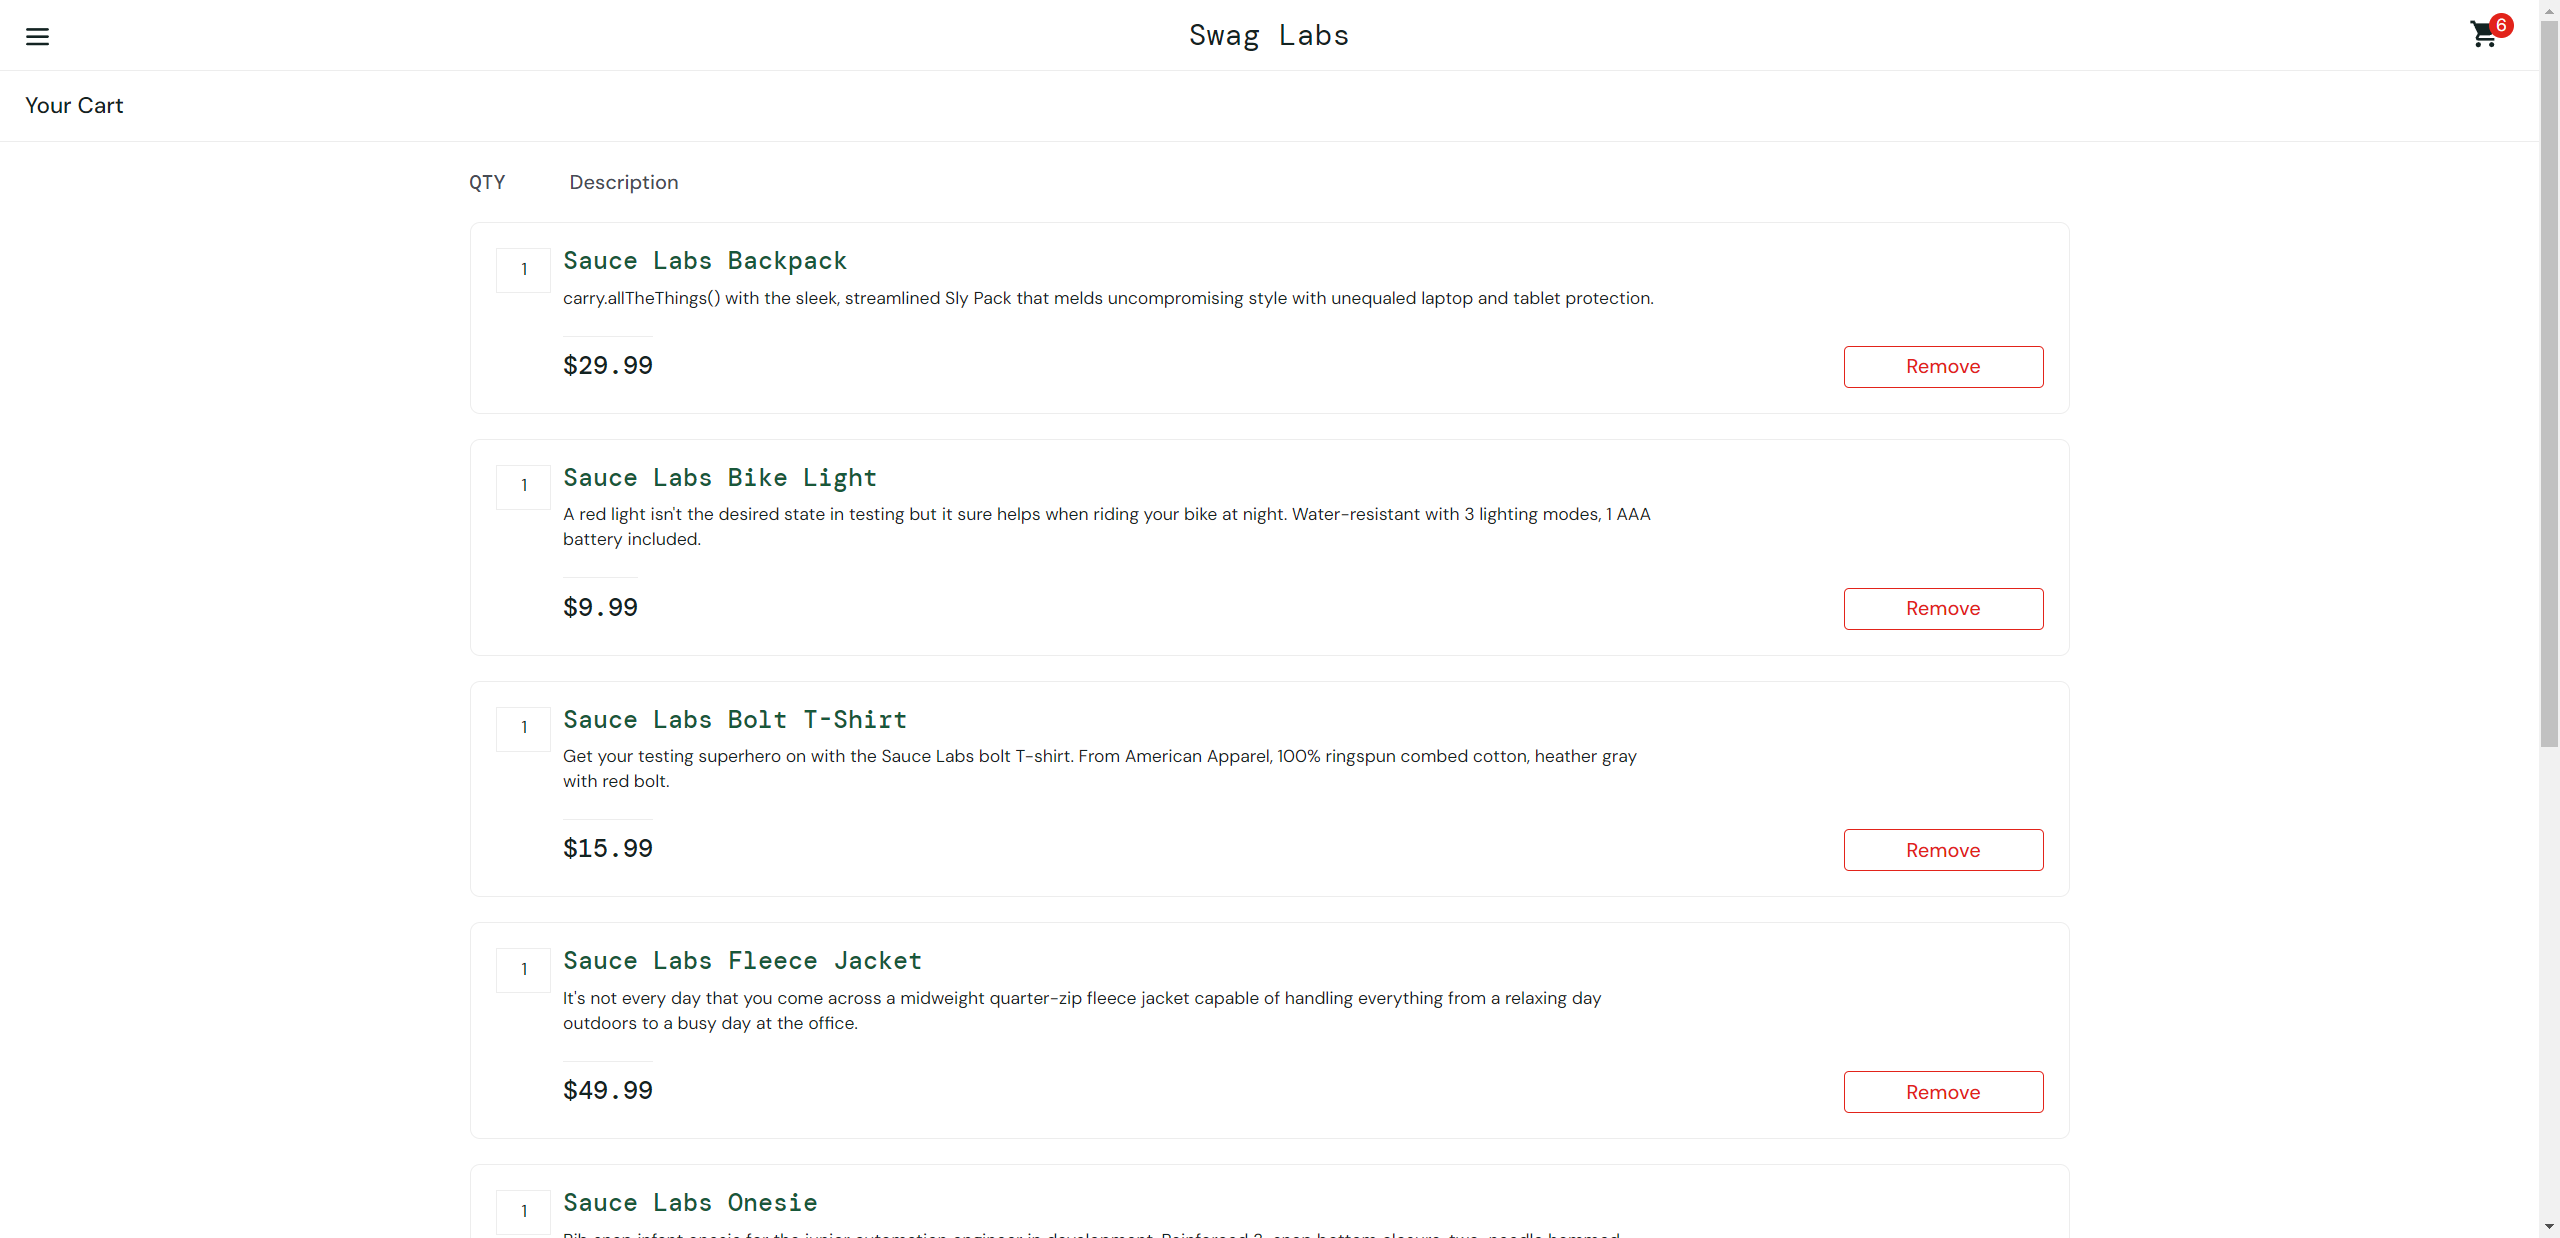 Swag Labs
6
Your Cart
QTY Description
1
Sauce Labs Backpack
carry.allTheThings() with the sleek, streamlined Sly Pack that melds uncompromising style with unequaled laptop and tablet protection.
$29.99
Remove
1
Sauce Labs Bike Light
A red light isn't the desired state in testing but it sure helps when riding your bike at night. Water-resistant with 3 lighting modes, 1 AAA
battery included.
$9.99
Remove
1
Sauce Labs Bolt T-Shirt
Get your testing superhero on with the Sauce Labs bolt T-shirt. From American Apparel, 100% ringspun combed cotton, heather gray
with red bolt.
$15.99
Remove
1
Sauce Labs Fleece Jacket
It's not every day that you come across a midweight quarter-zip fleece jacket capable of handling everything from a relaxing day
outdoors to a busy day at the office.
$49.99
Remove
1
Sauce Labs Onesie